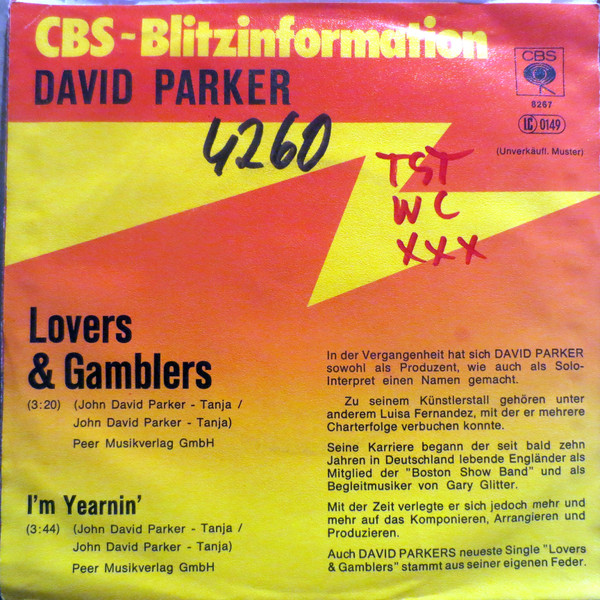 CBS-Blitzinformation
DAVID PARKER
CBS
8267
LC 0149
(Unverkäufl. Muster)
4260
TST
WC
XXX
Lovers
& Gamblers
(3:20) (John David Parker - Tanja /
John David Parker - Tanja)
Peer Musikverlag GmbH
I'm Yearnin'
(3:44) (John David Parker - Tanja /
John David Parker - Tanja)
Peer Musikverlag GmbH
In der Vergangenheit hat sich DAVID PARKER
sowohl als Produzent, wie auch als Solo-
Interpret einen Namen gemacht.
Zu seinem Künstlerstall gehören unter
anderem Luisa Fernandez, mit der er mehrere
Charterfolge verbuchen konnte.
Seine Karriere begann der seit bald zehn
Jahren in Deutschland lebende Engländer als
Mitglied der "Boston Show Band" und als
Begleitmusiker von Gary Glitter.
Mit der Zeit verlegte er sich jedoch mehr und
mehr auf das Komponieren, Arrangieren und
Produzieren.
Auch DAVID PARKERS neueste Single "Lovers
& Gamblers" stammt aus seiner eigenen Feder.